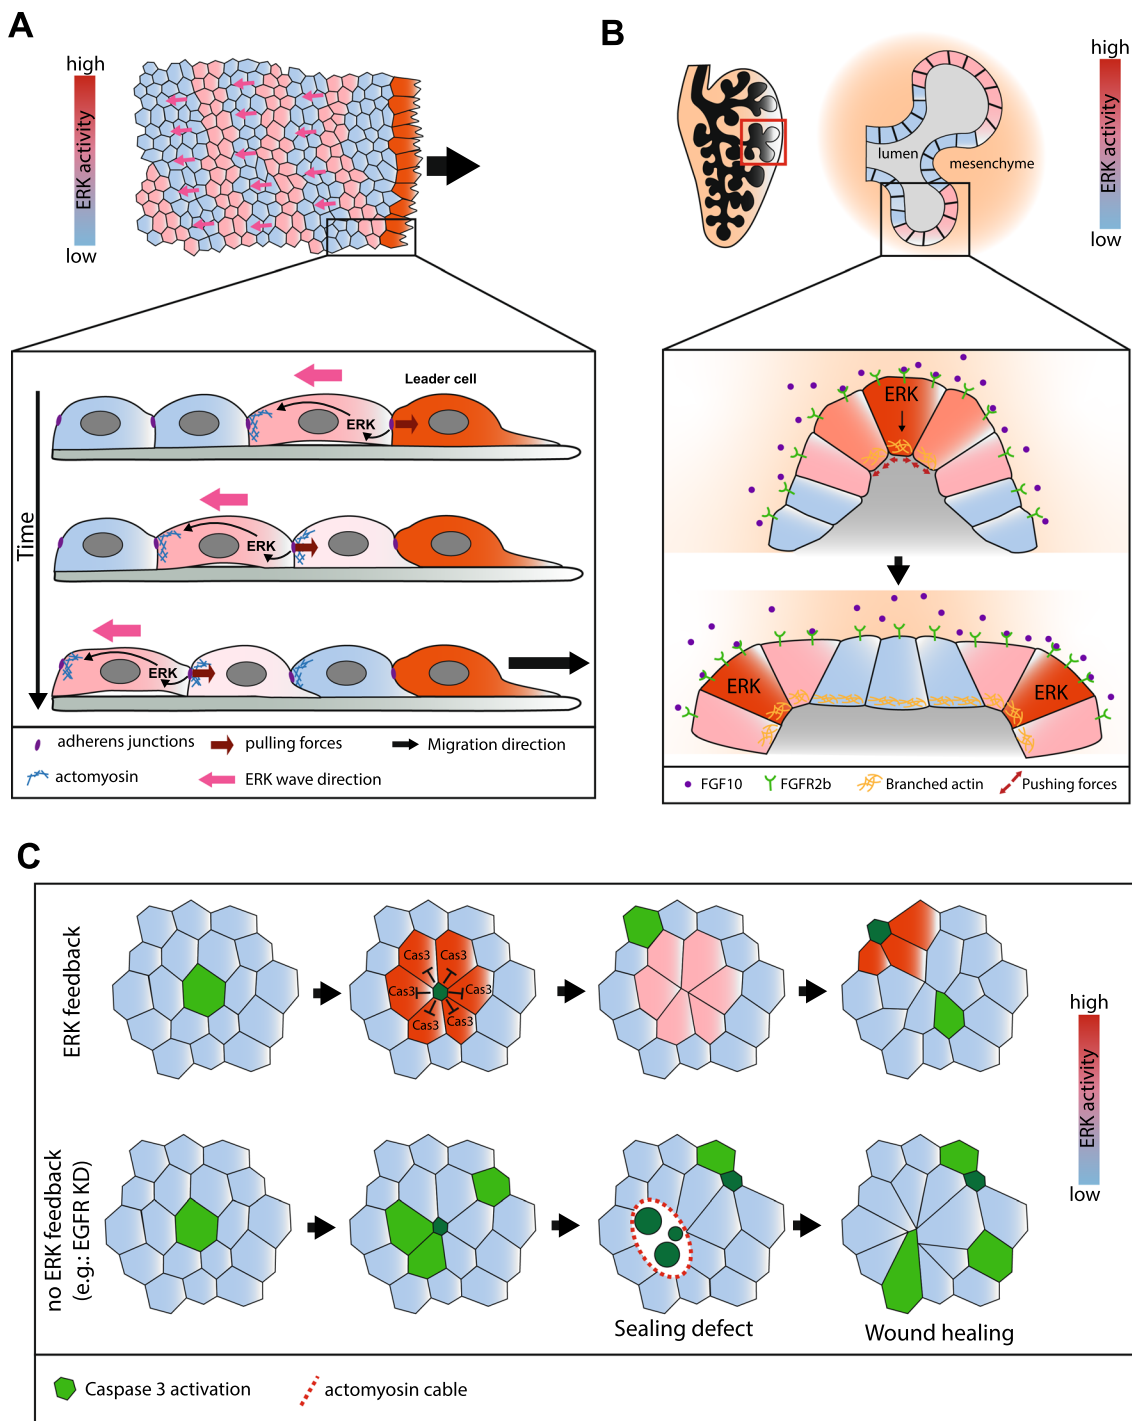 A
high
ERK activity
low
B
lumen
mesenchyme
high
ERK activity
low
Time
Leader cell
ERK
ERK
ERK
adherens junctions
pulling forces
Migration direction
actomyosin
ERK wave direction
ERK
ERK
ERK
FGF10
FGFR2b
Branched actin
Pushing forces
C
ERK feedback
Cas3
Cas3
Cas3
Cas3
Cas3
Cas3
high
ERK activity
low
no ERK feedback
(e.g.: EGFR KD)
Sealing defect
Wound healing
Caspase 3 activation
actomyosin cable